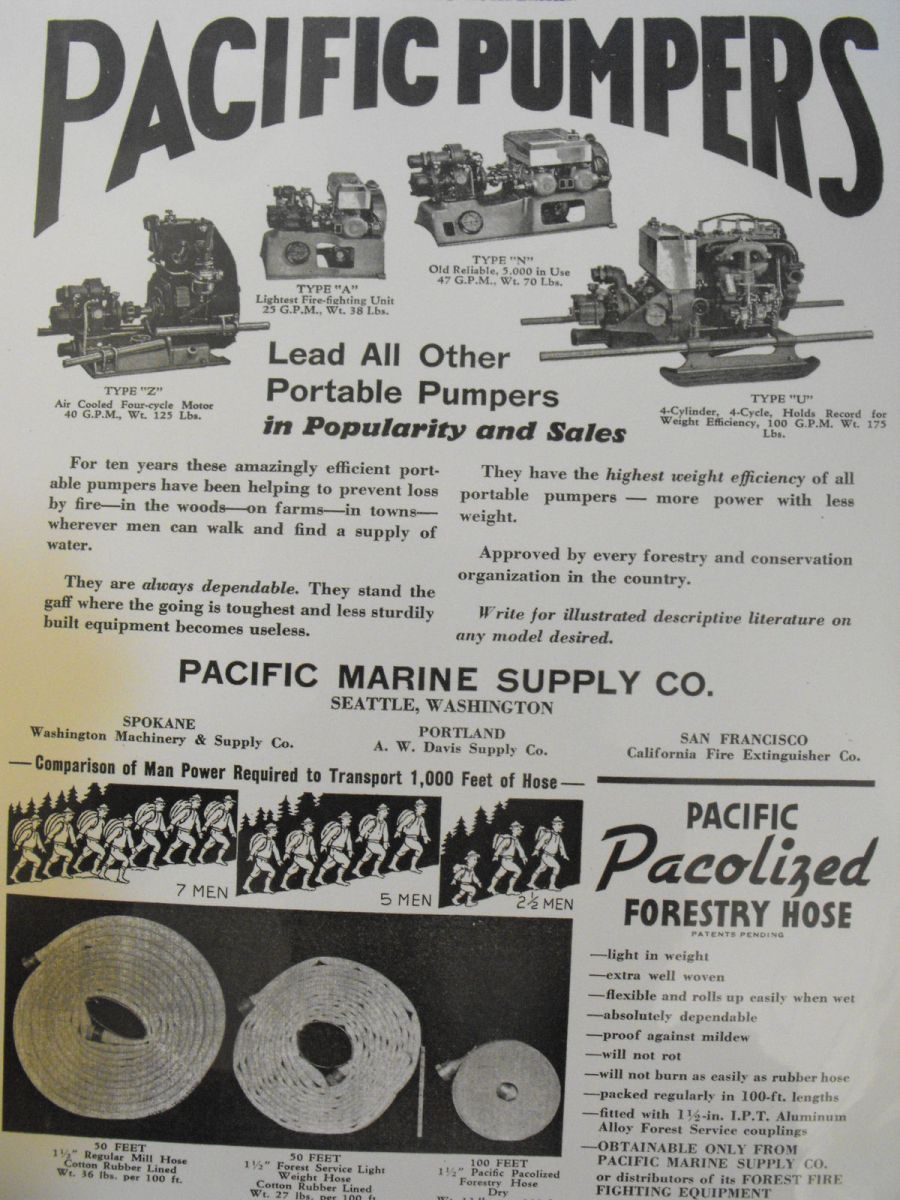 PACIFIC PUMPERS
TYPE "N"
Old Reliable, 5,000 in Use
47 G.P.M., Wt. 70 Lbs.
TYPE "A"
Lightest Fire-fighting Unit
25 G.P.M., Wt. 38 Lbs.
TYPE "Z"
Air Cooled Four-cycle Motor
40 G.P.M., Wt. 125 Lbs.
TYPE "U"
4-Cylinder, 4-Cycle, Holds Record for
Weight Efficiency, 100 G.P.M. Wt. 175
Lbs.
Lead All Other
Portable Pumpers
in Popularity and Sales
For ten years these amazingly efficient port-
able pumpers have been helping to prevent loss
by fire—in the woods—on farms—in towns—
wherever men can walk and find a supply of
water.
They are always dependable. They stand the
gaff where the going is toughest and less sturdily
built equipment becomes useless.
They have the highest weight efficiency of all
portable pumpers — more power with less
weight.
Approved by every forestry and conservation
organization in the country.
Write for illustrated descriptive literature on
any model desired.
PACIFIC MARINE SUPPLY CO.
SEATTLE, WASHINGTON
SPOKANE
Washington Machinery & Supply Co.
PORTLAND
A. W. Davis Supply Co.
SAN FRANCISCO
California Fire Extinguisher Co.
—Comparison of Man Power Required to Transport 1,000 Feet of Hose—
7 MEN
5 MEN
2½ MEN
50 FEET
1½" Regular Mill Hose
Cotton Rubber Lined
Wt. 36 lbs. per 100 ft.
50 FEET
1½" Forest Service Light
Weight Hose
Cotton Rubber Lined
Wt. 27 lbs. per 100 ft.
100 FEET
1½" Pacific Pacolized
Forestry Hose
Dry
PACIFIC
Pacolized
FORESTRY HOSE
PATENTS PENDING
—light in weight
—extra well woven
—flexible and rolls up easily when wet
—absolutely dependable
—proof against mildew
—will not rot
—will not burn as easily as rubber hose
—packed regularly in 100-ft. lengths
—fitted with 1½-in. I.P.T. Aluminum
Alloy Forest Service couplings
—OBTAINABLE ONLY FROM
PACIFIC MARINE SUPPLY CO.
or distributors of its FOREST FIRE
FIGHTING EQUIPMENT